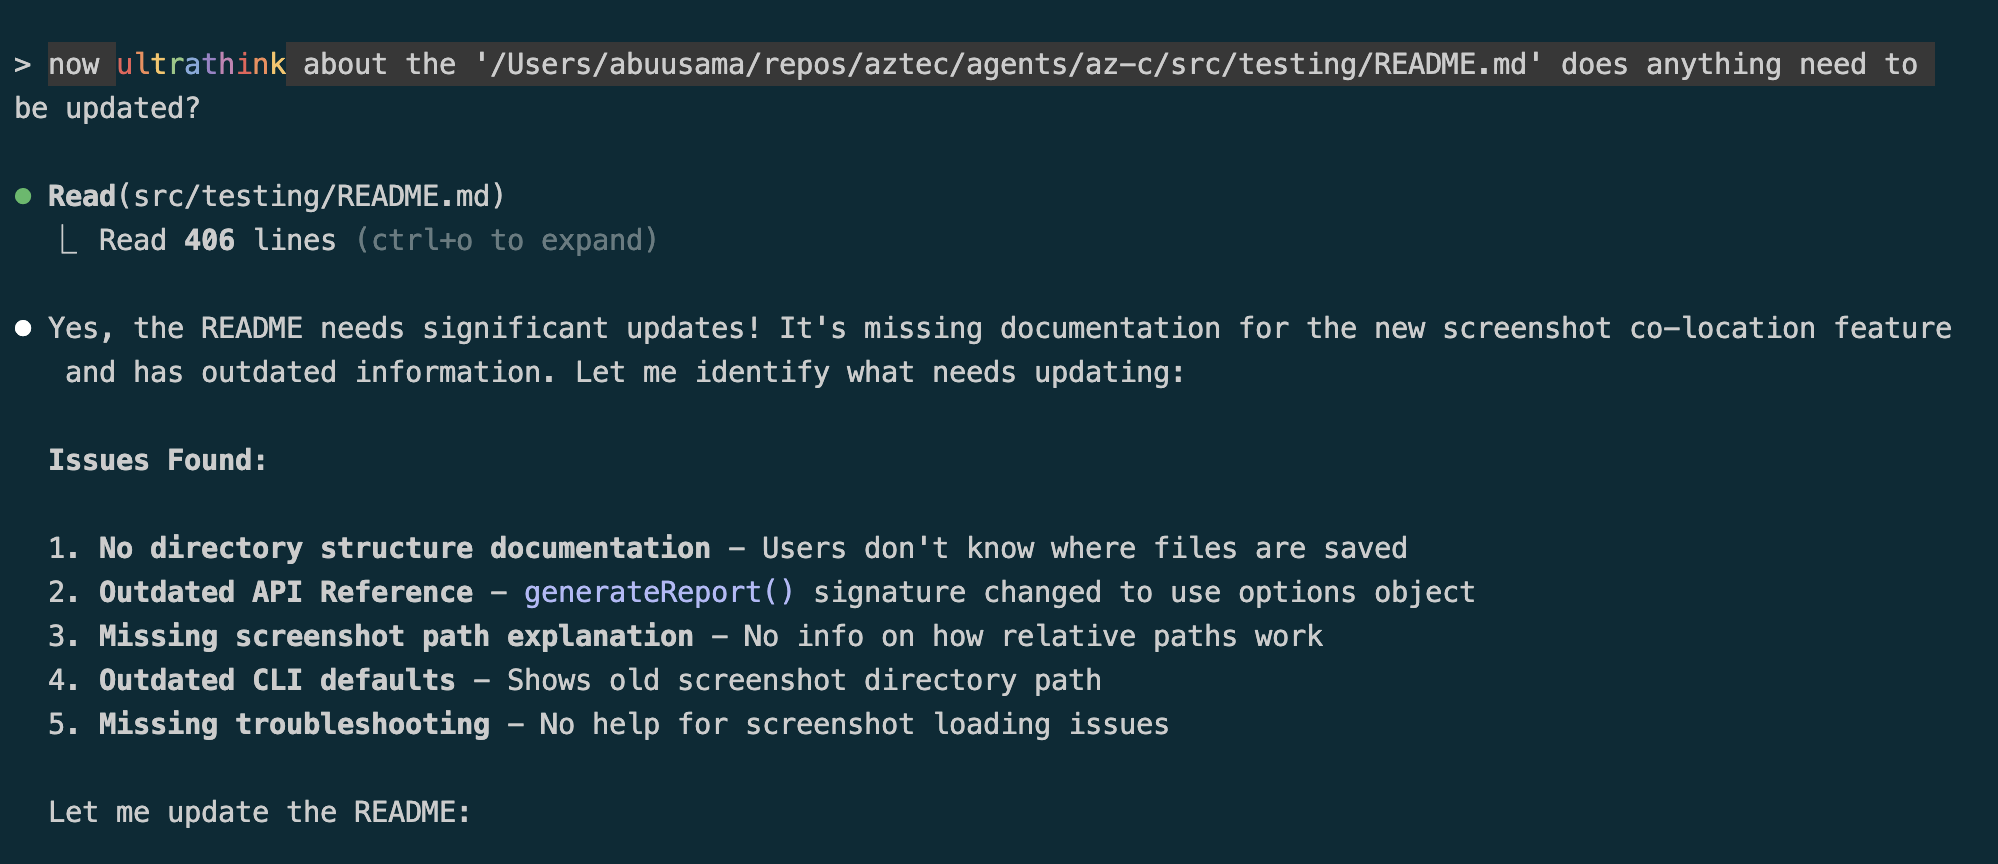 > now ultrathink about the '/Users/abuusama/repos/aztec/agents/az-c/src/testing/README.md' does anything need to
be updated?
● Read(src/testing/README.md)
⎿ Read 406 lines (ctrl+o to expand)
● Yes, the README needs significant updates! It's missing documentation for the new screenshot co-location feature
and has outdated information. Let me identify what needs updating:
Issues Found:
1. No directory structure documentation – Users don't know where files are saved
2. Outdated API Reference – generateReport() signature changed to use options object
3. Missing screenshot path explanation – No info on how relative paths work
4. Outdated CLI defaults – Shows old screenshot directory path
5. Missing troubleshooting – No help for screenshot loading issues
Let me update the README: